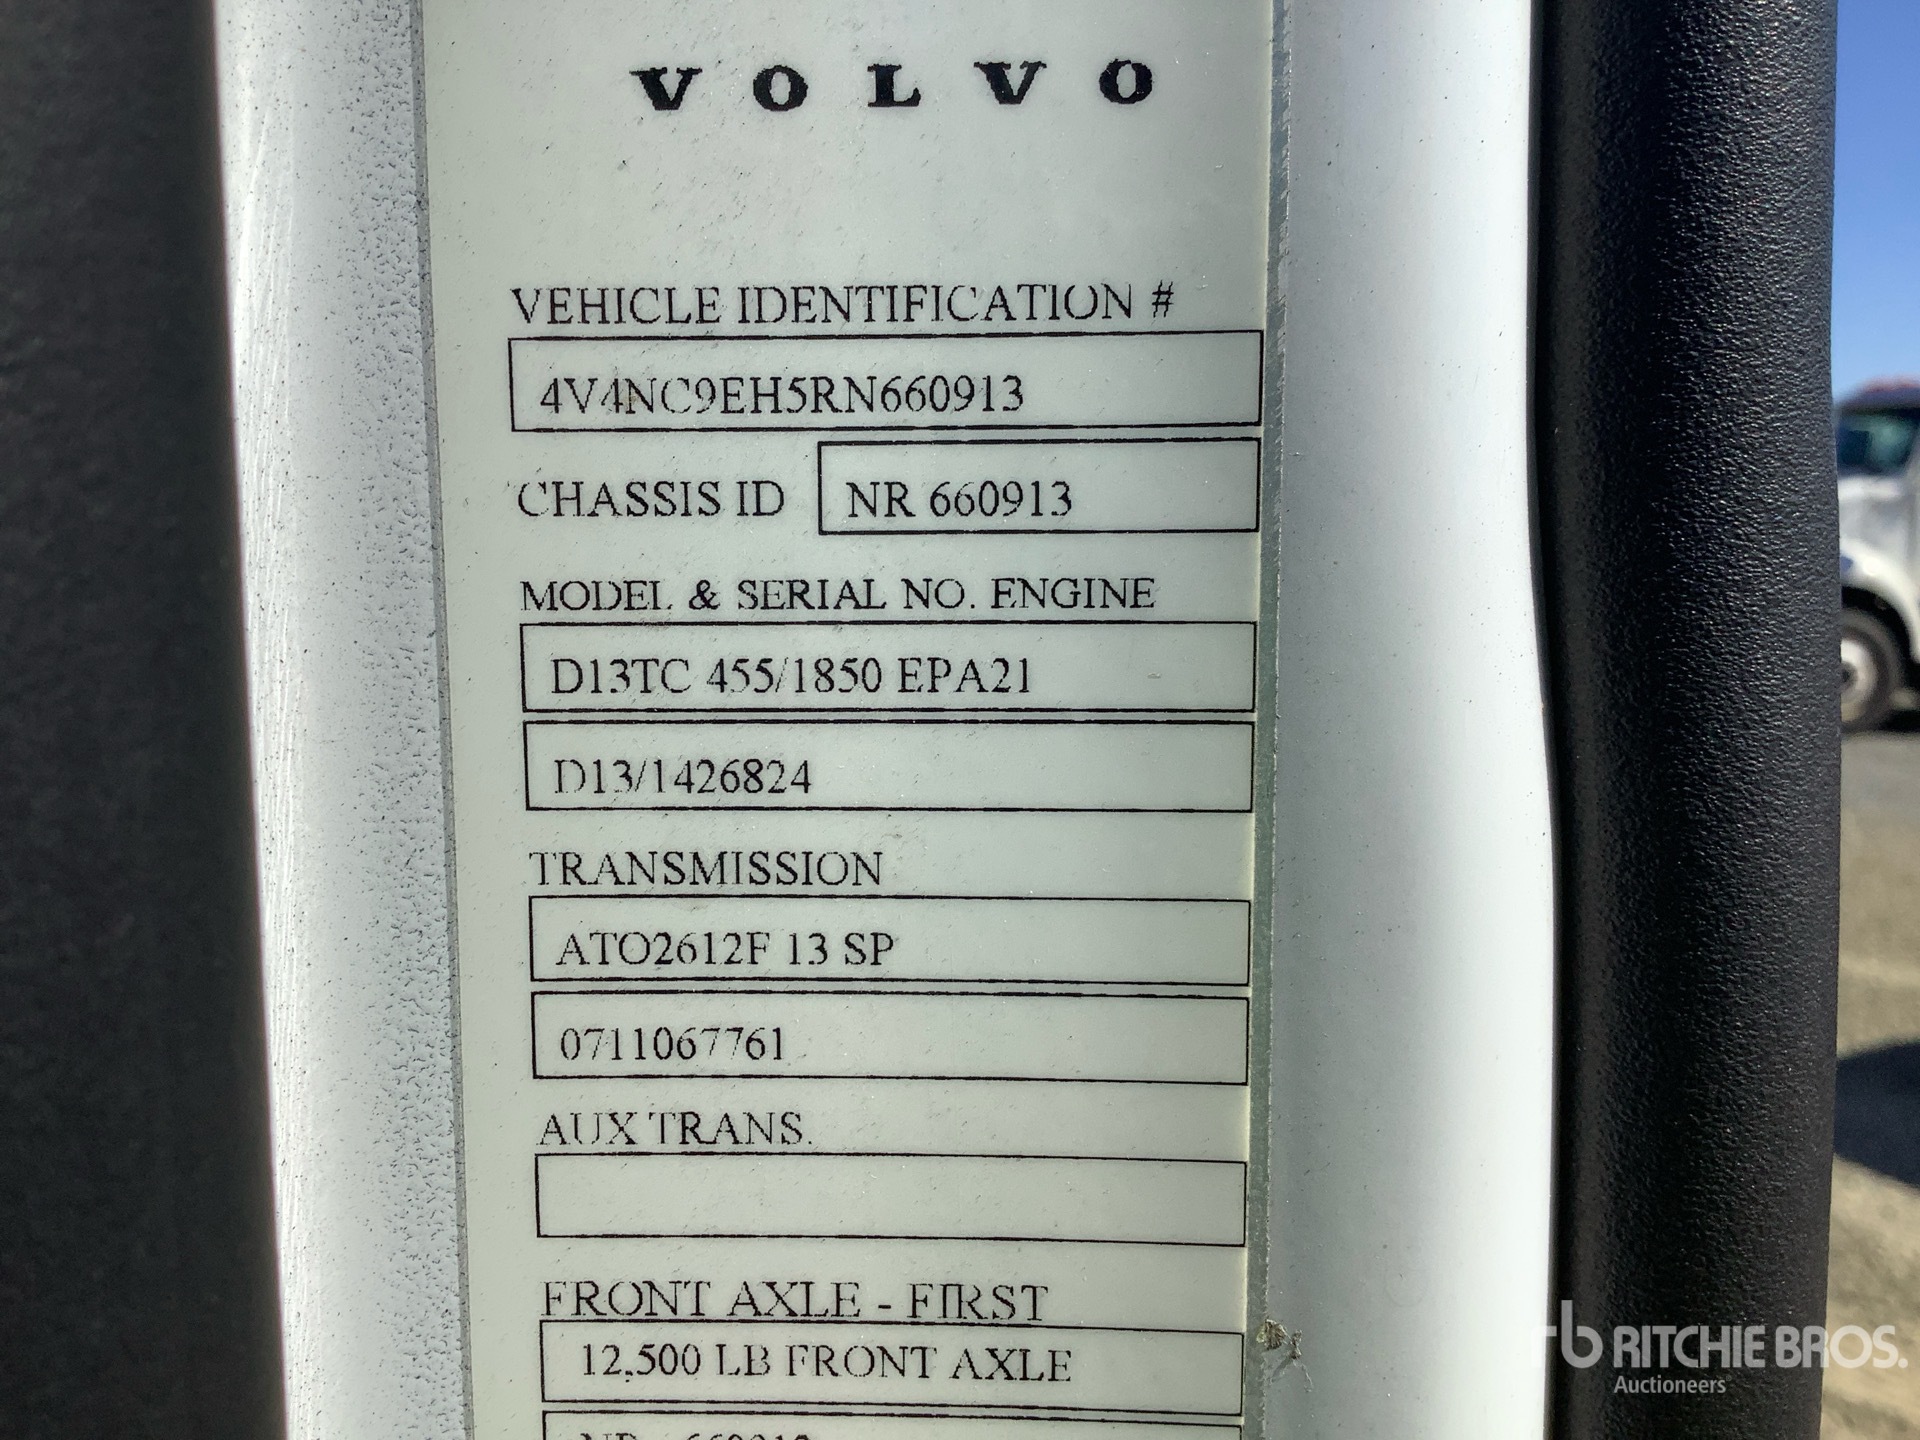 VOLVO
VEHICLE IDENTIFICATION #
4V4NC9EH5RN660913
CHASSIS ID NR 660913
MODEL & SERIAL NO. ENGINE
D13TC 455/1850 EPA21
D13/1426824
TRANSMISSION
ATO2612F 13 SP
0711067761
AUX TRANS.
FRONT AXLE - FIRST
12,500 LB FRONT AXLE
rb RITCHIE BROS.
Auctioneers